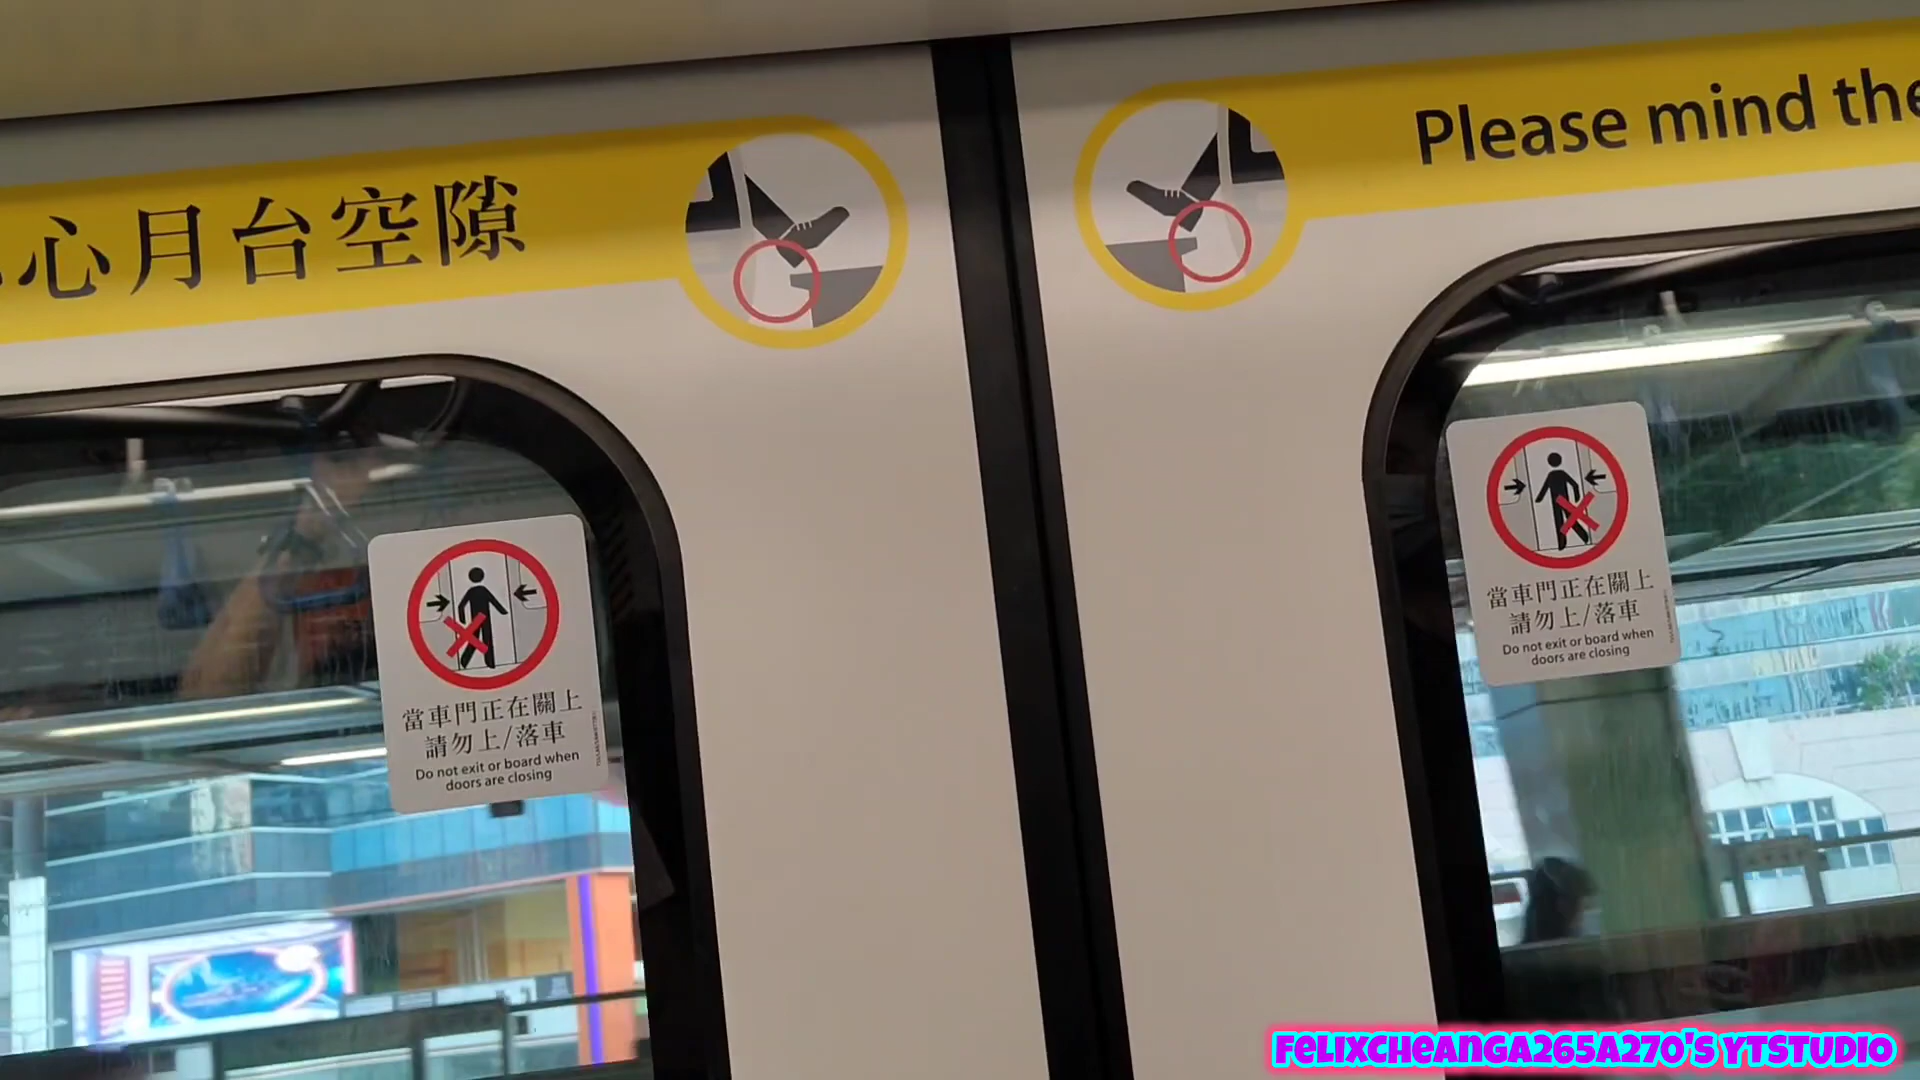 心月台空隙
Please mind the
當車門正在關上
請勿上/落車
Do not exit or board when
doors are closing
當車門正在關上
請勿上/落車
Do not exit or board when
doors are closing
FELIXCHEANGA265A270'S YTSTUDIO